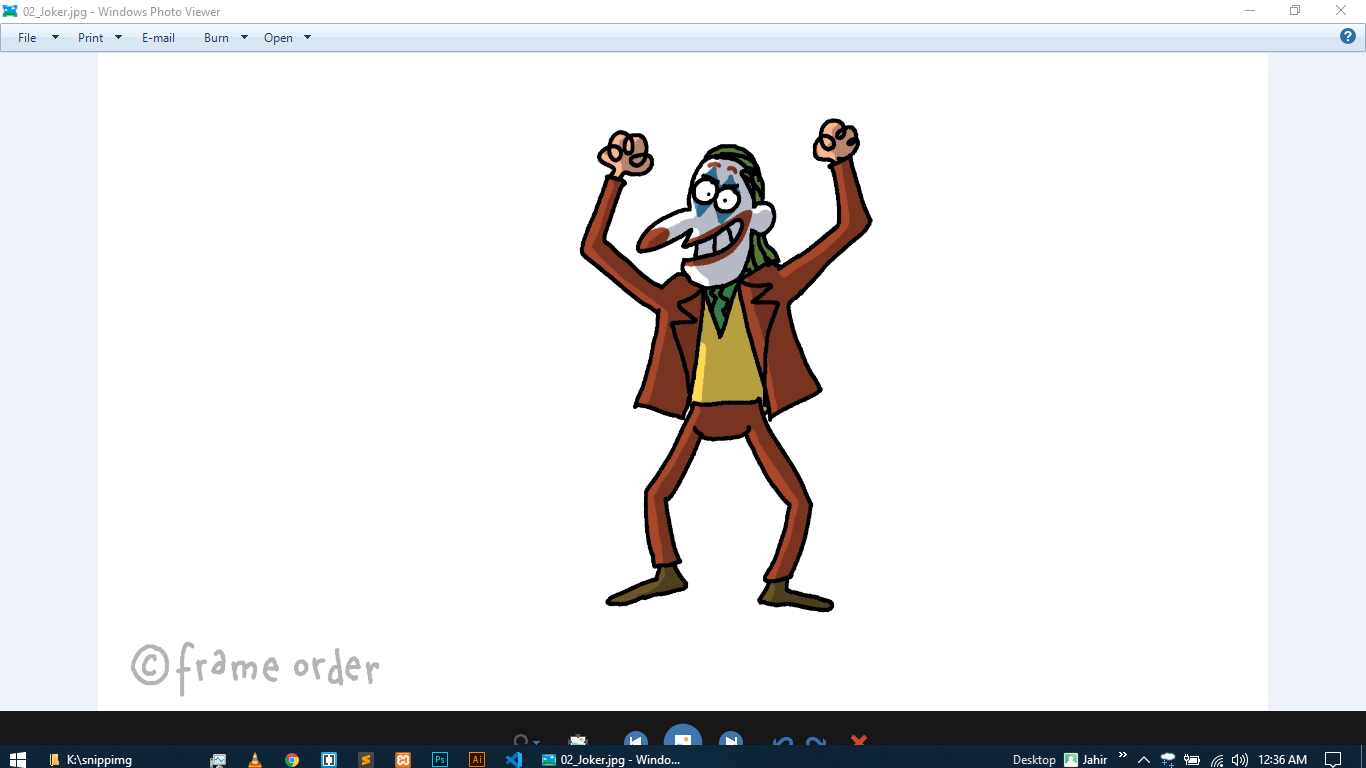 02_Joker.jpg - Windows Photo Viewer
File Print E-mail Burn Open
?
© frame order
K:\snippimg
Ps
Ai
02_Joker.jpg - Windo...
Desktop
Jahir
12:36 AM